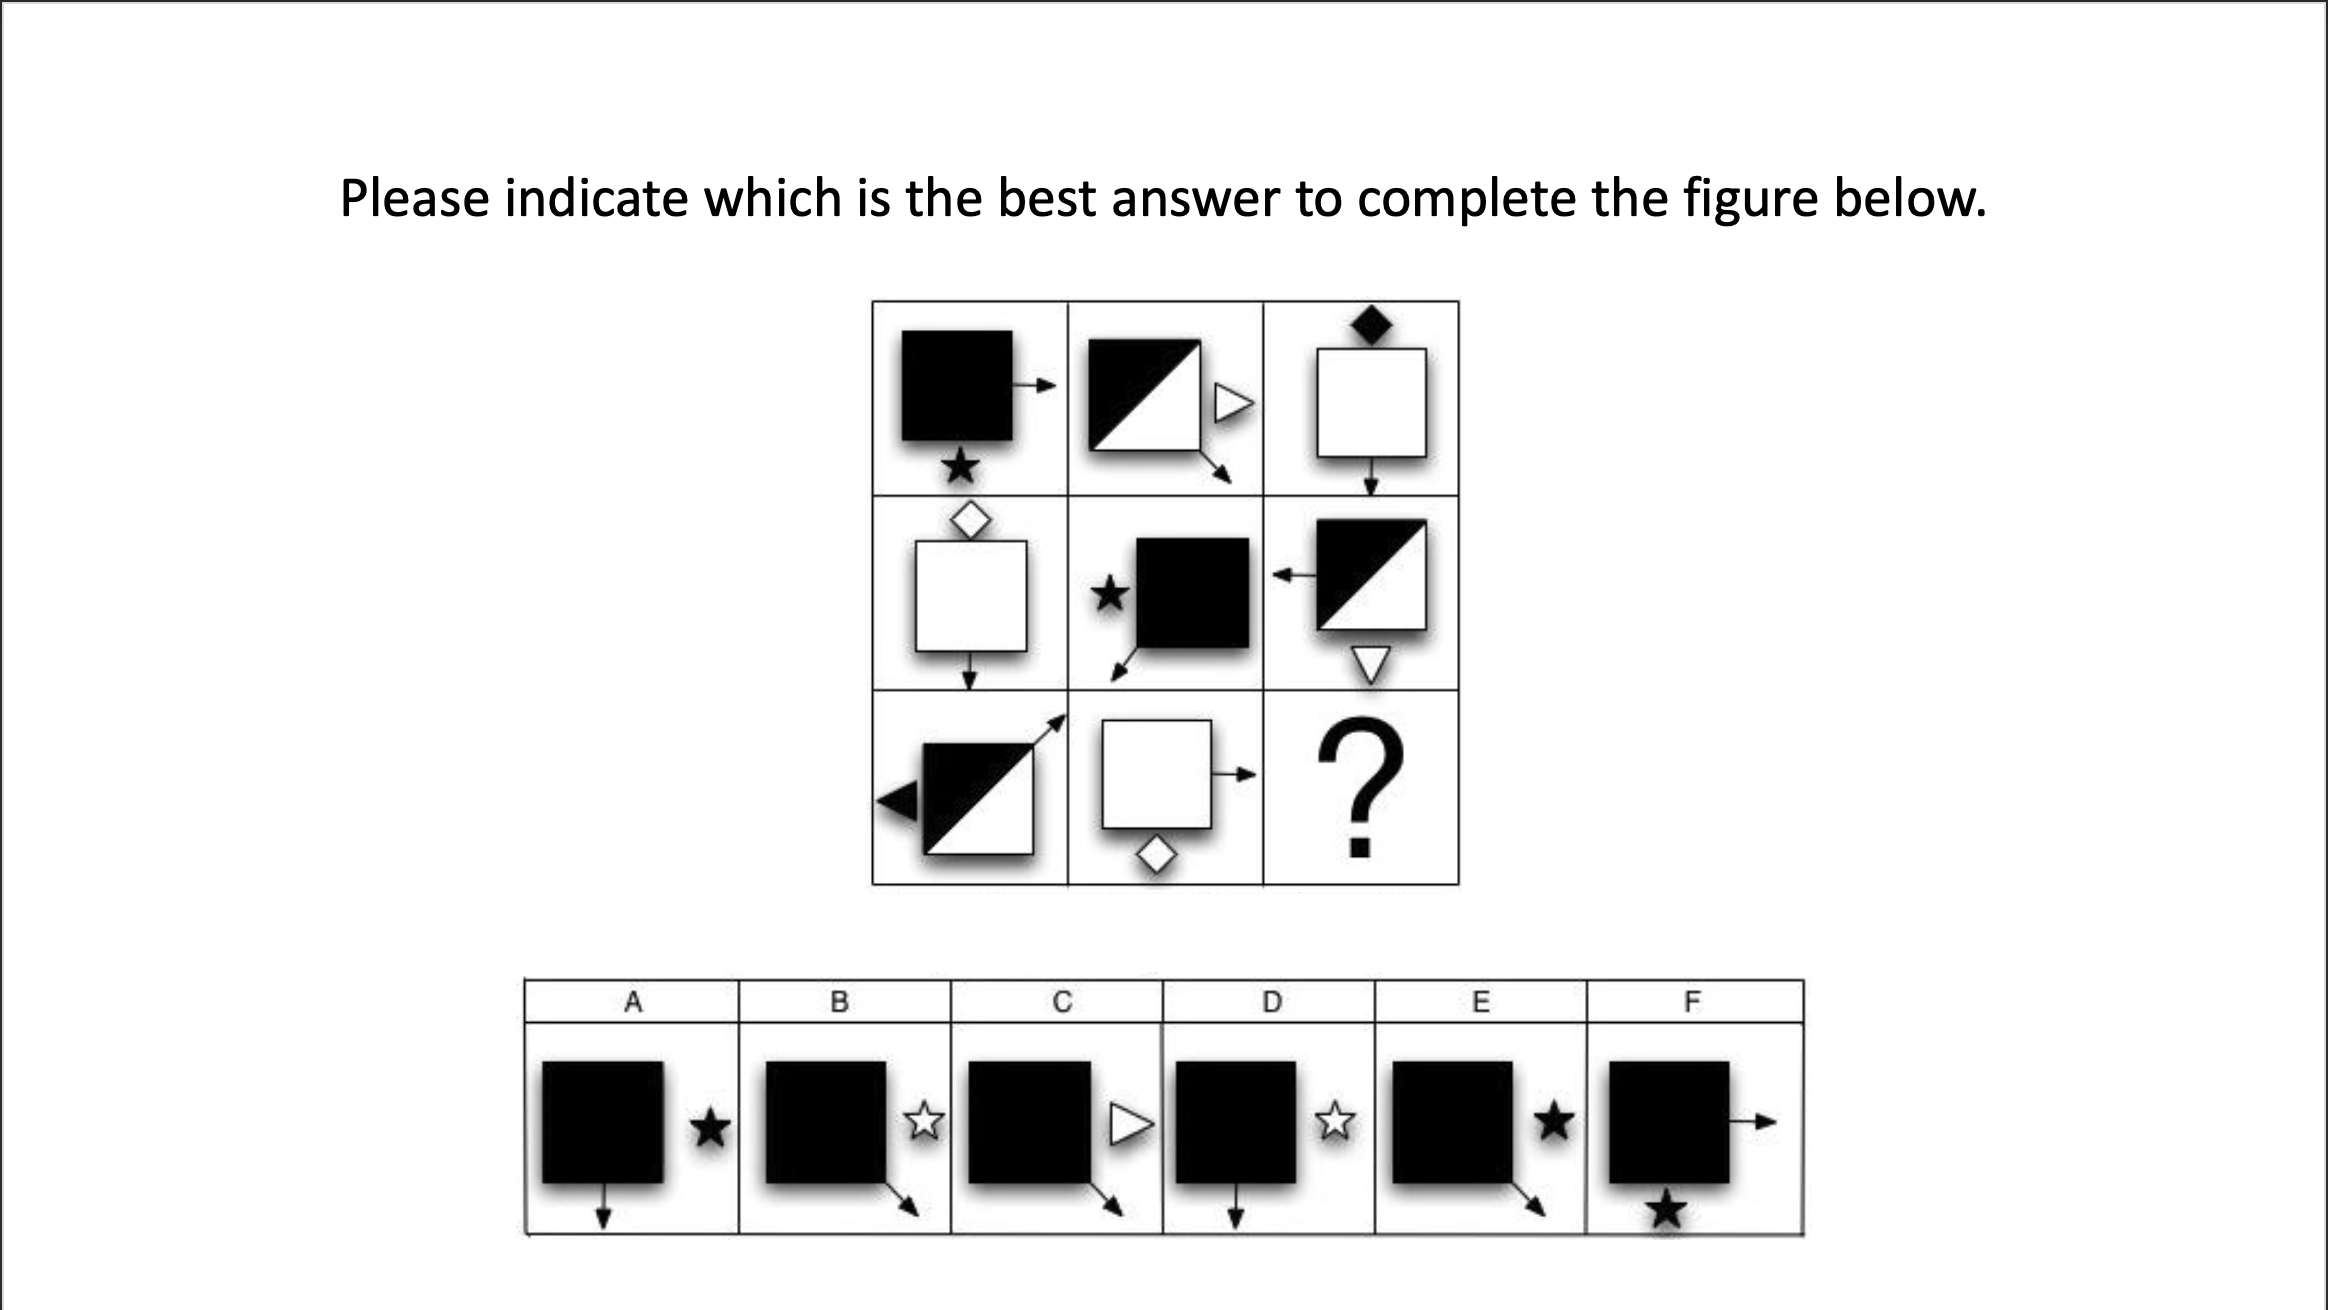 Please indicate which is the best answer to complete the figure below.
?
A B C D E F